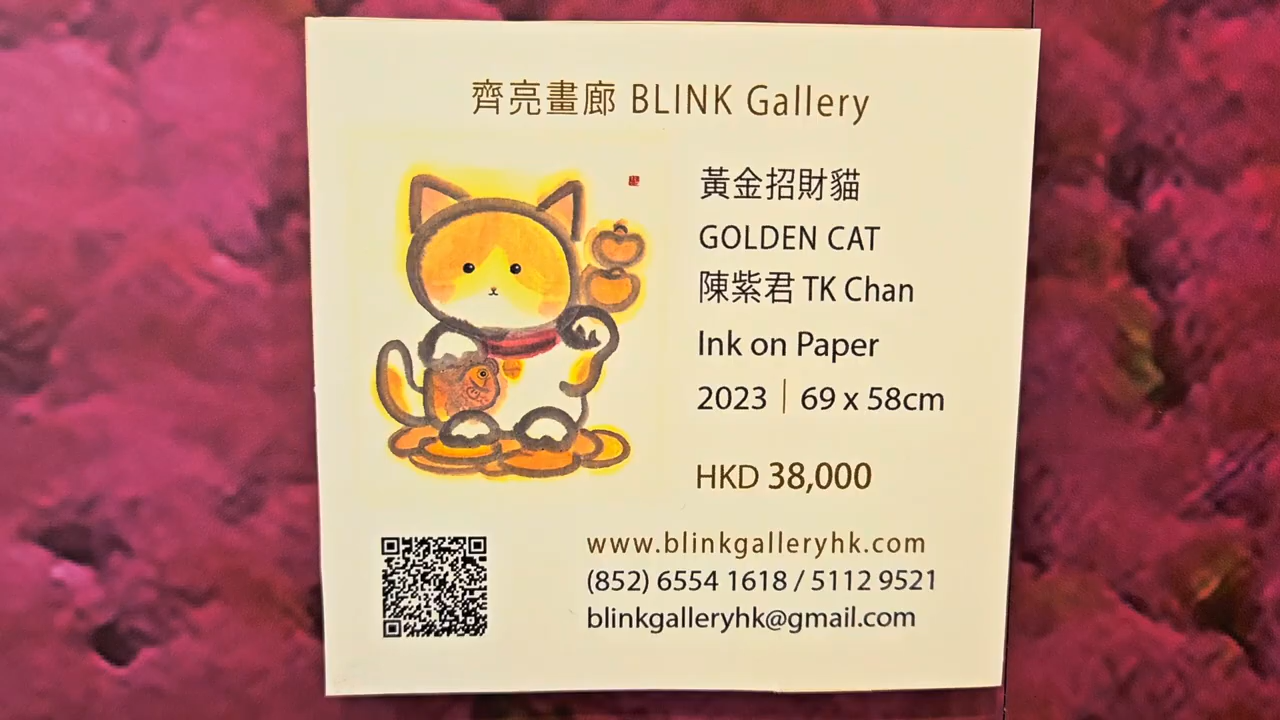 齊亮畫廊 BLINK Gallery
黃金招財貓
GOLDEN CAT
陳紫君 TK Chan
Ink on Paper
2023 | 69 x 58cm
HKD 38,000
www.blinkgalleryhk.com
(852) 6554 1618 / 5112 9521
blinkgalleryhk@gmail.com